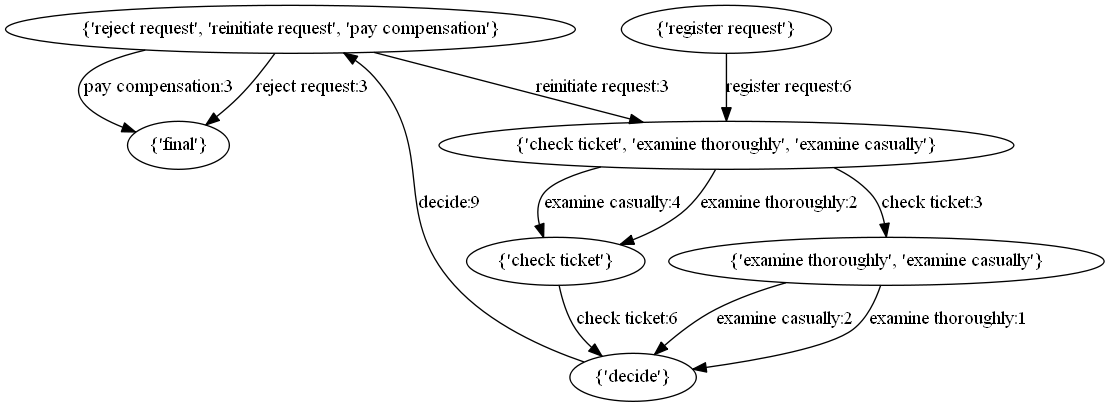 {'reject request', 'reinitiate request', 'pay compensation'}
{'register request'}
pay compensation:3
reject request:3
reinitiate request:3
register request:6
{'final'}
{'check ticket', 'examine thoroughly', 'examine casually'}
decide:9
examine casually:4
examine thoroughly:2
check ticket:3
{'check ticket'}
{'examine thoroughly', 'examine casually'}
check ticket:6
examine casually:2
examine thoroughly:1
{'decide'}